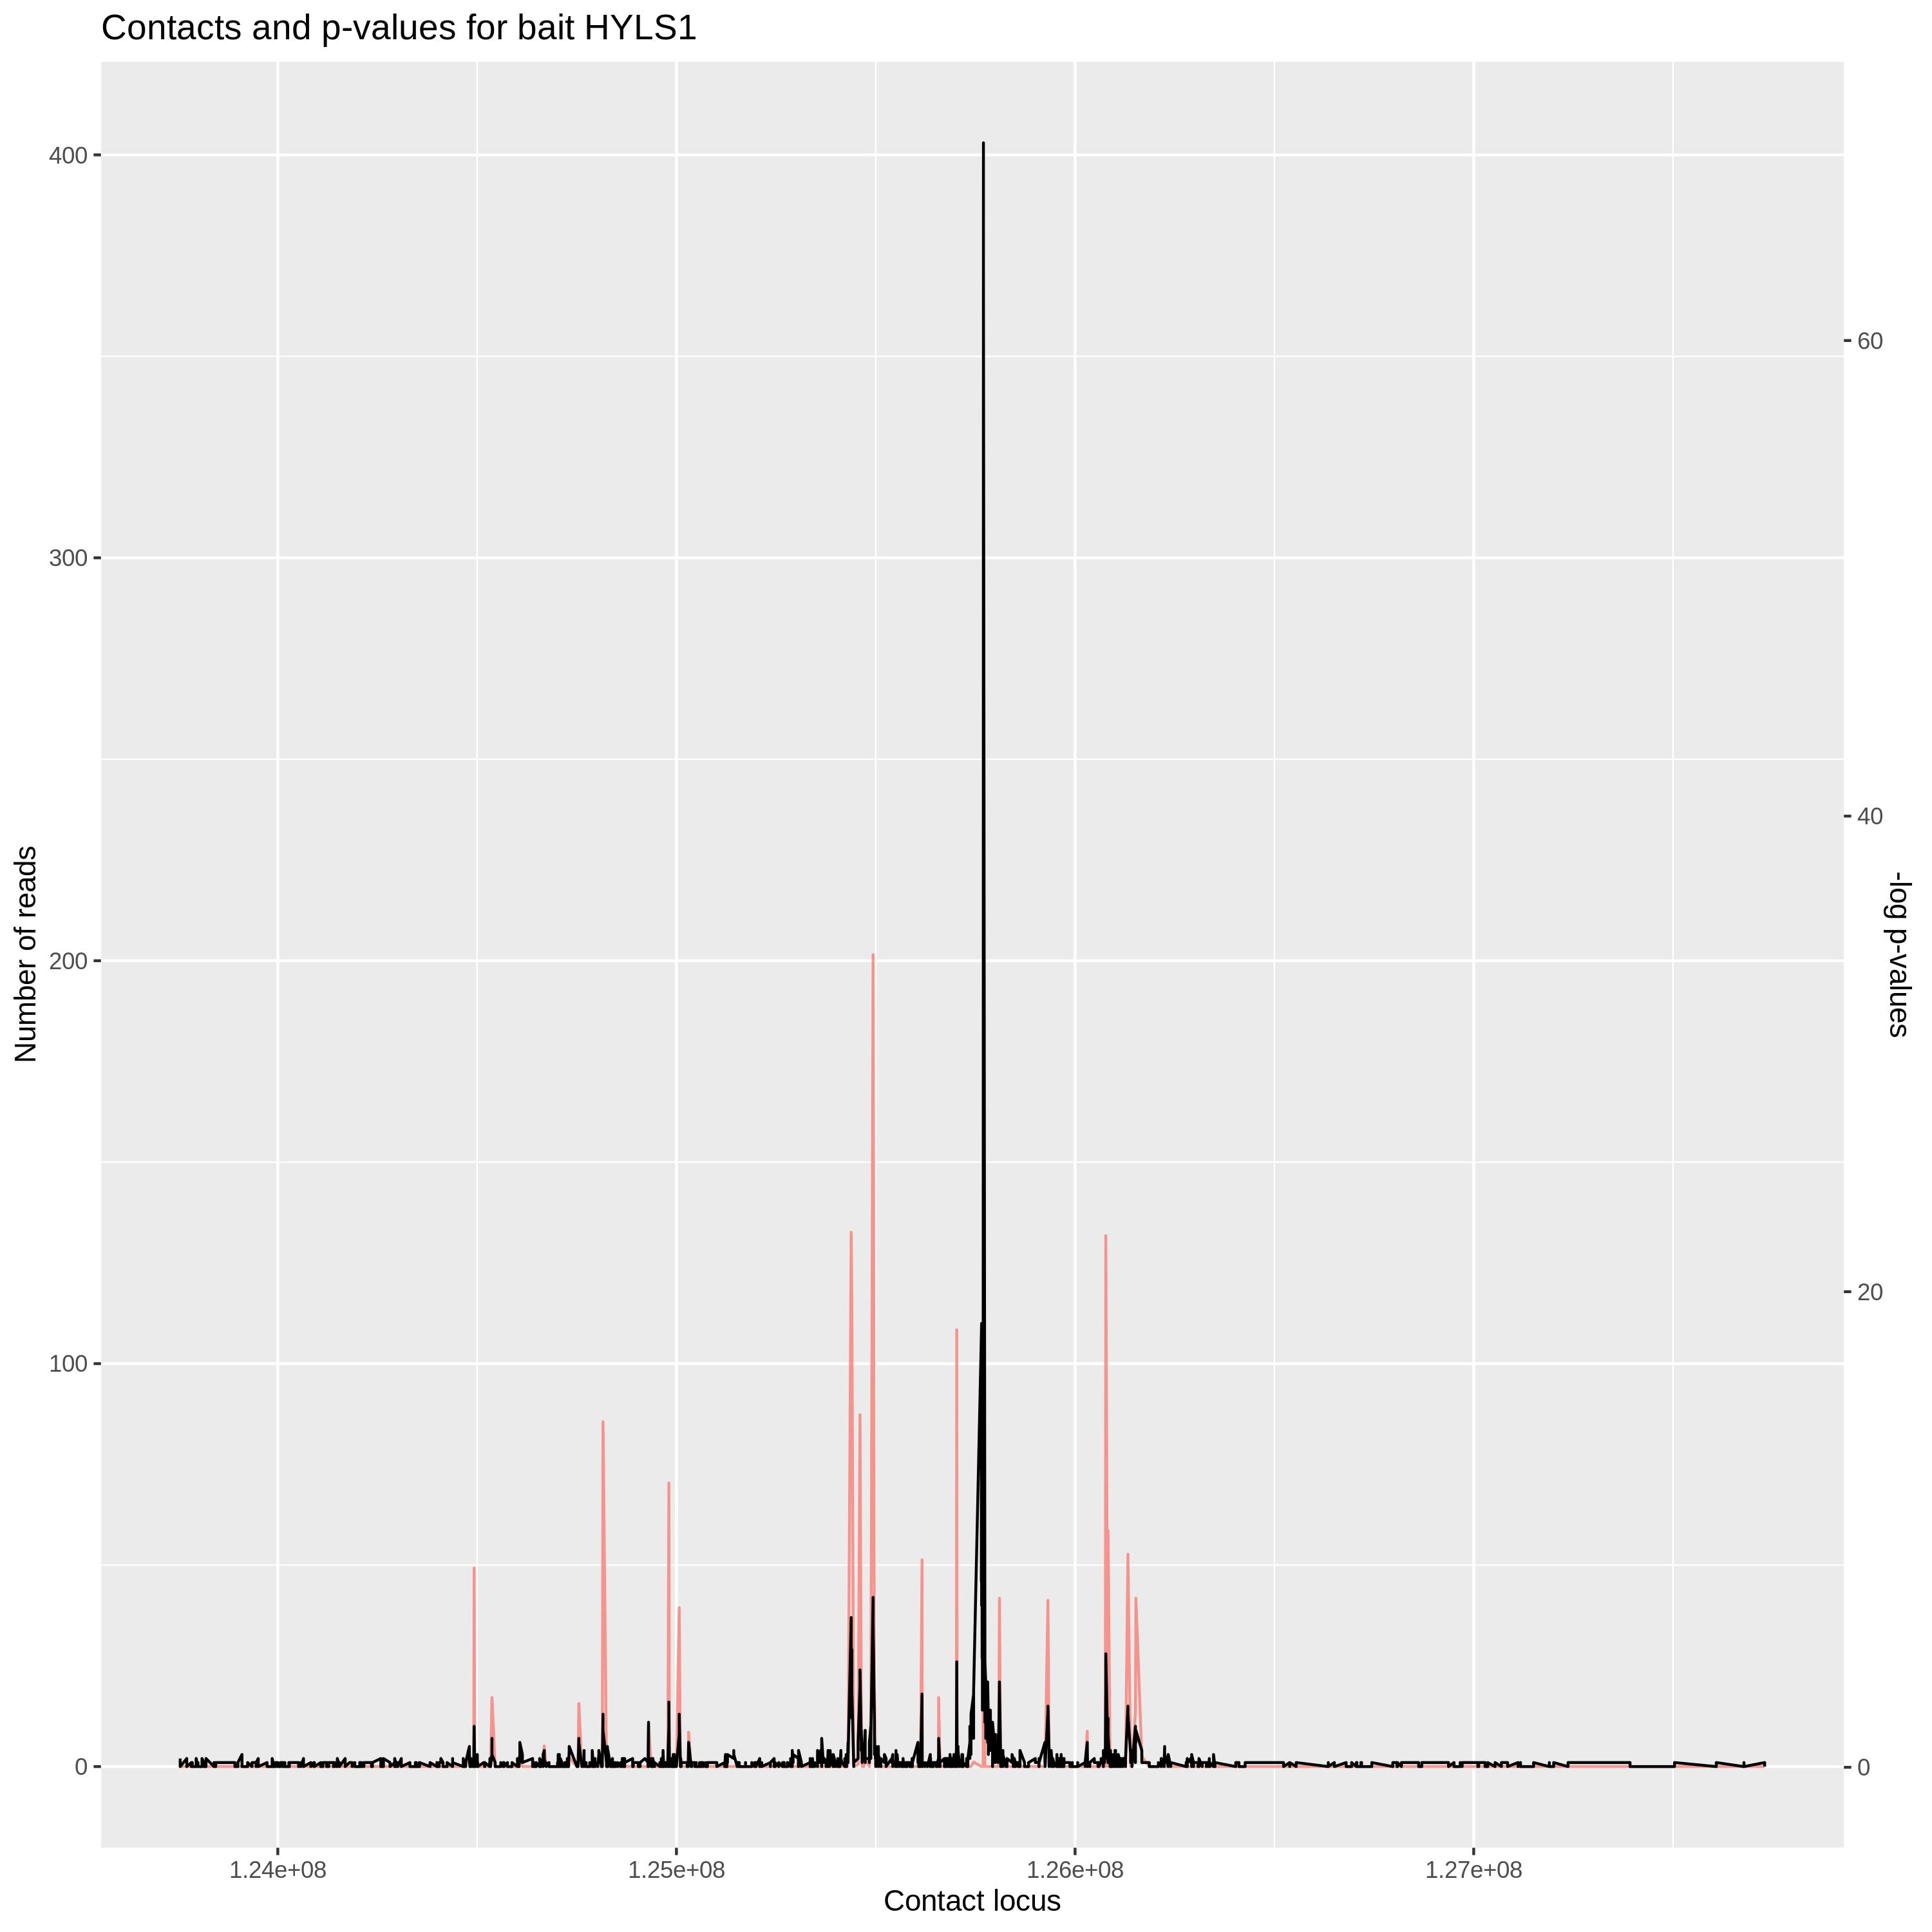 Contacts and p-values for bait HYLS1
400
300
200
100
0
Number of reads
60
40
20
0
-log p-values
1.24e+08
1.25e+08
1.26e+08
1.27e+08
Contact locus